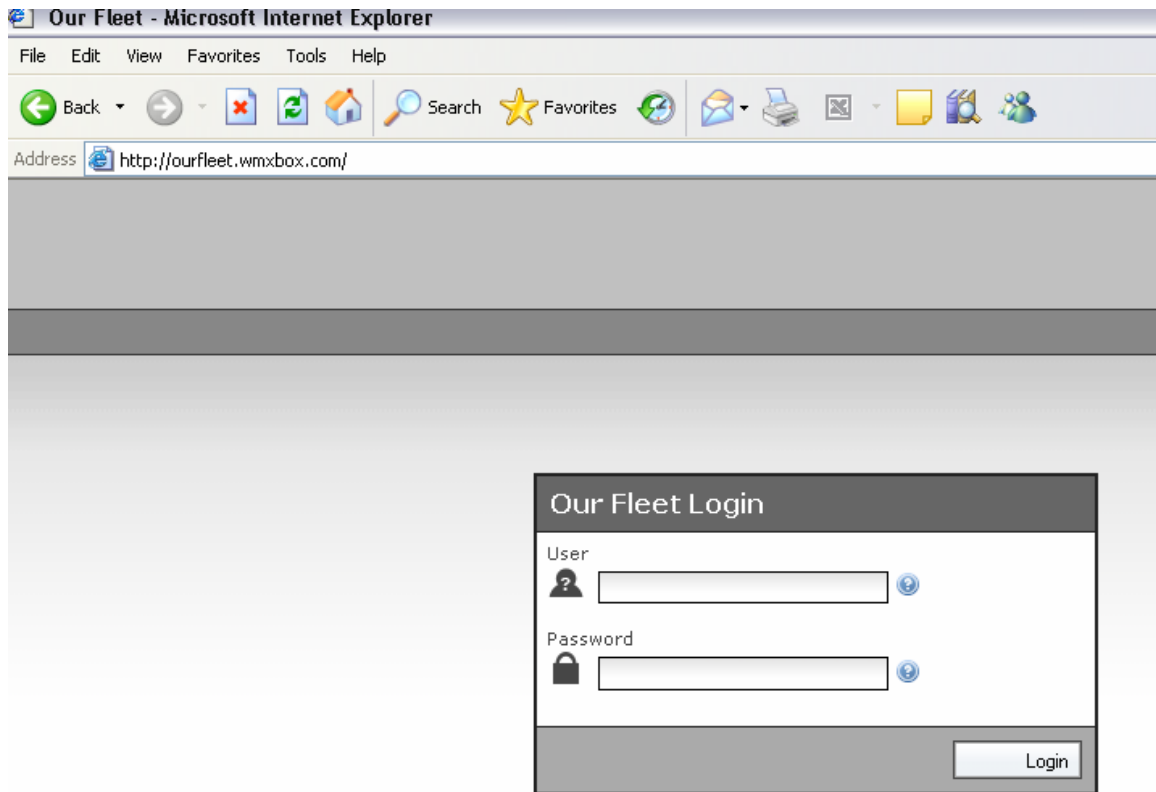 Our Fleet - Microsoft Internet Explorer
File Edit View Favorites Tools Help
Back Search Favorites
Address http://ourfleet.wmxbox.com/
Our Fleet Login
User
Password
Login